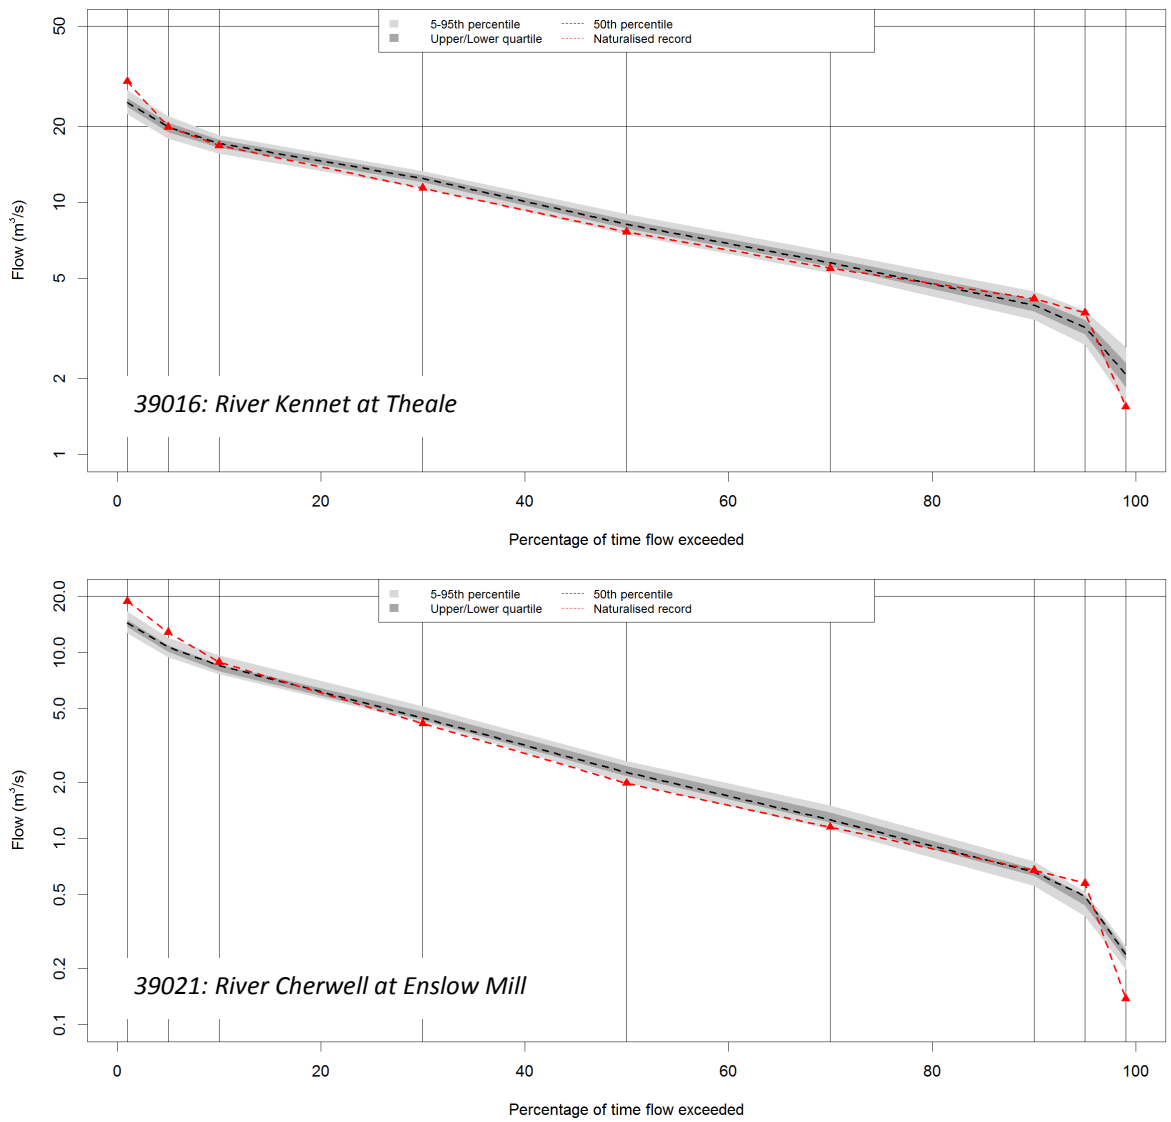 5-95th percentile
50th percentile
Upper/Lower quartile
Naturalised record
50
20
10
5
2
1
Flow (m³/s)
39016: River Kennet at Theale
0 20 40 60 80 100
Percentage of time flow exceeded
5-95th percentile
50th percentile
Upper/Lower quartile
Naturalised record
20.0
10.0
5.0
2.0
1.0
0.5
0.2
0.1
Flow (m³/s)
39021: River Cherwell at Enslow Mill
0 20 40 60 80 100
Percentage of time flow exceeded